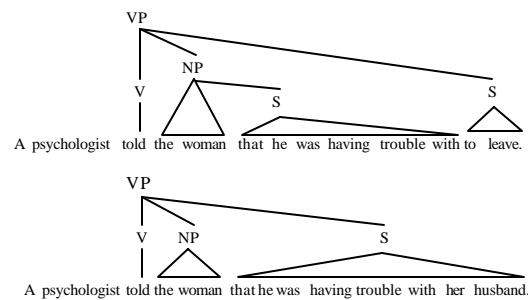 VP
NP
V
S
S
A psychologist told the woman that he was having trouble with to leave.
VP
V NP S
A psychologist told the woman that he was having trouble with her husband.